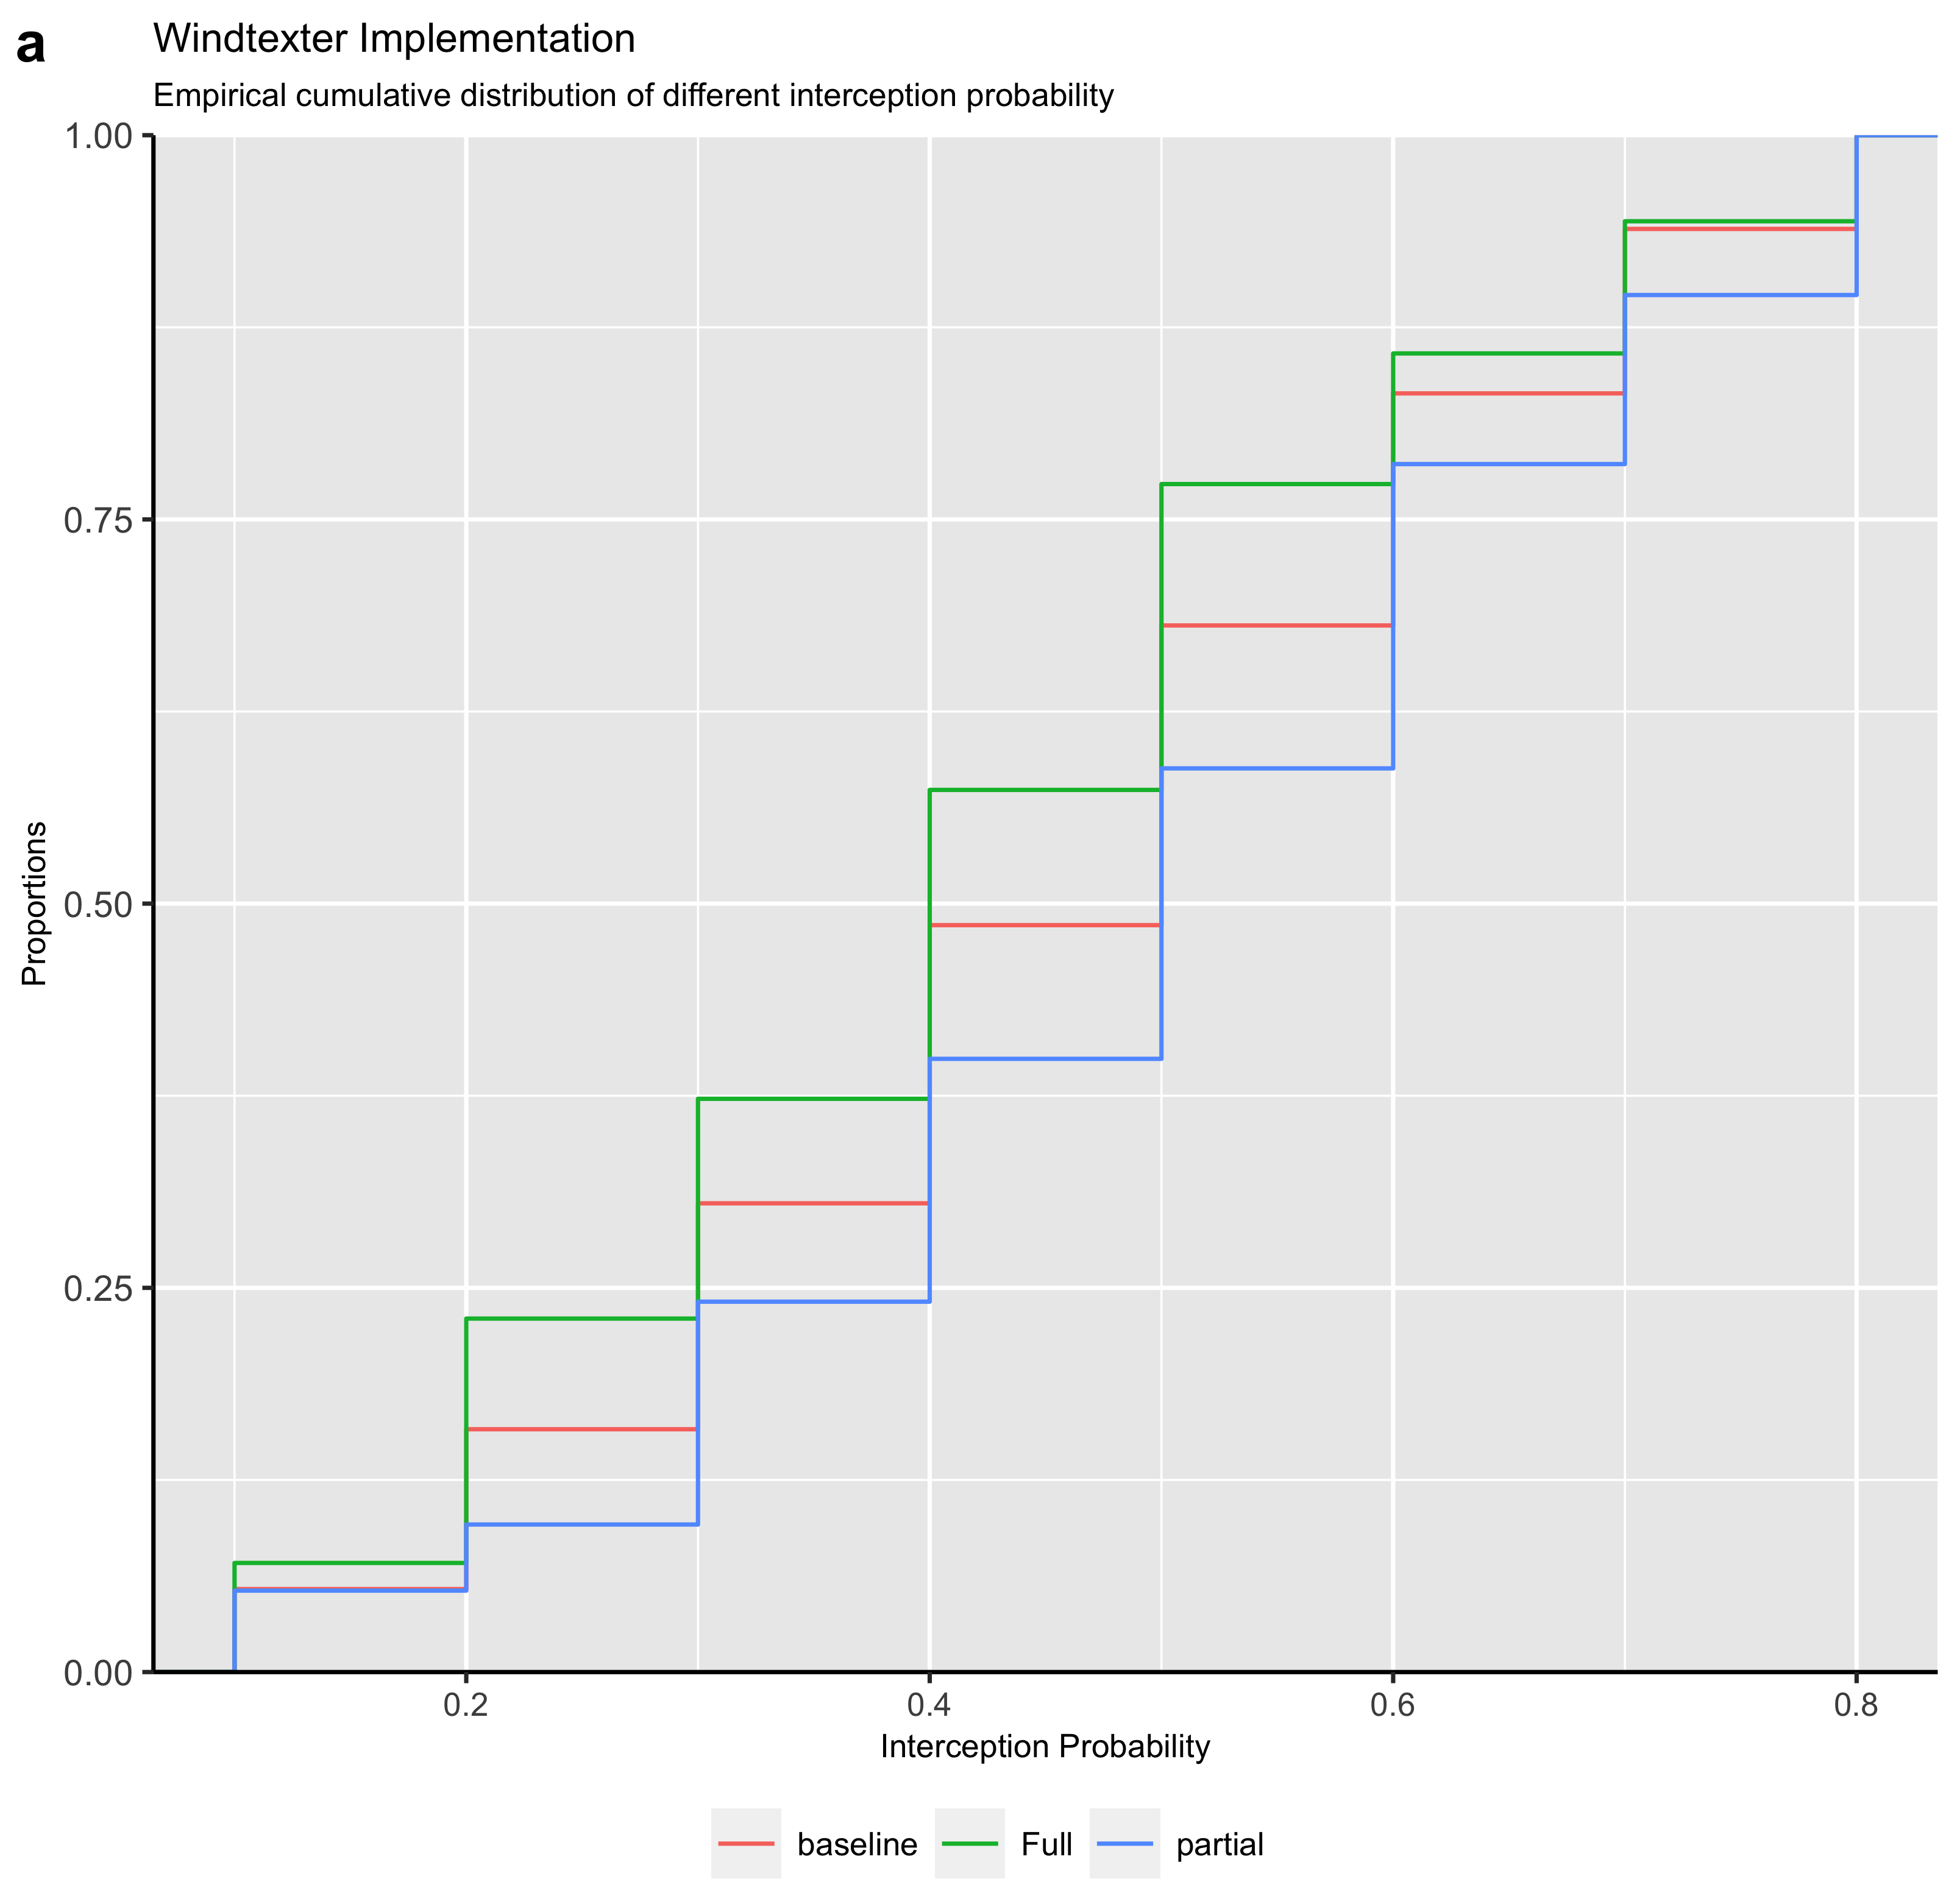 a
Windtexter Implementation
Empirical cumulative distribution of different interception probability
1.00
0.75
0.50
0.25
0.00
Proportions
0.2 0.4 0.6 0.8
Interception Probability
baseline Full partial